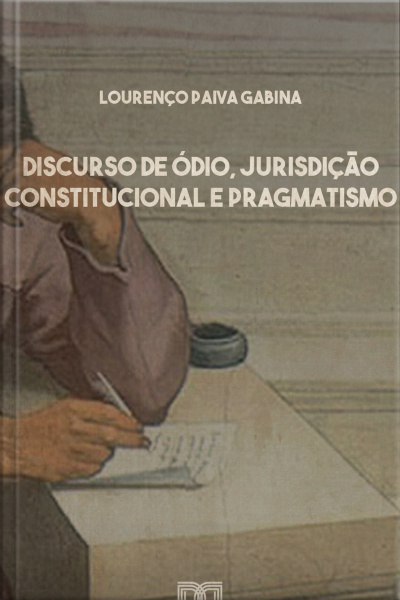 LOURENÇO PAIVA GABINA
DISCURSO DE ÓDIO, JURISDIÇÃO
CONSTITUCIONAL E PRAGMATISMO